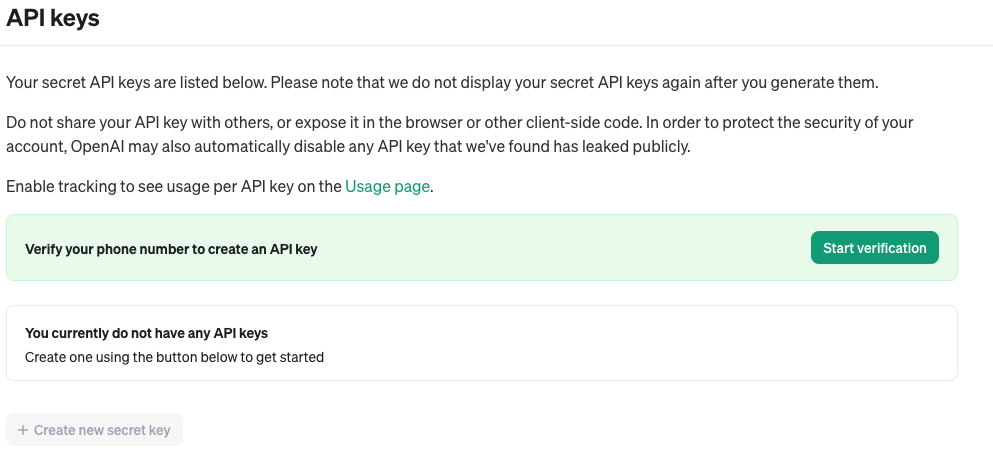 API keys
Your secret API keys are listed below. Please note that we do not display your secret API keys again after you generate them.
Do not share your API key with others, or expose it in the browser or other client-side code. In order to protect the security of your
account, OpenAI may also automatically disable any API key that we've found has leaked publicly.
Enable tracking to see usage per API key on the Usage page.
Verify your phone number to create an API key
Start verification
You currently do not have any API keys
Create one using the button below to get started
+ Create new secret key